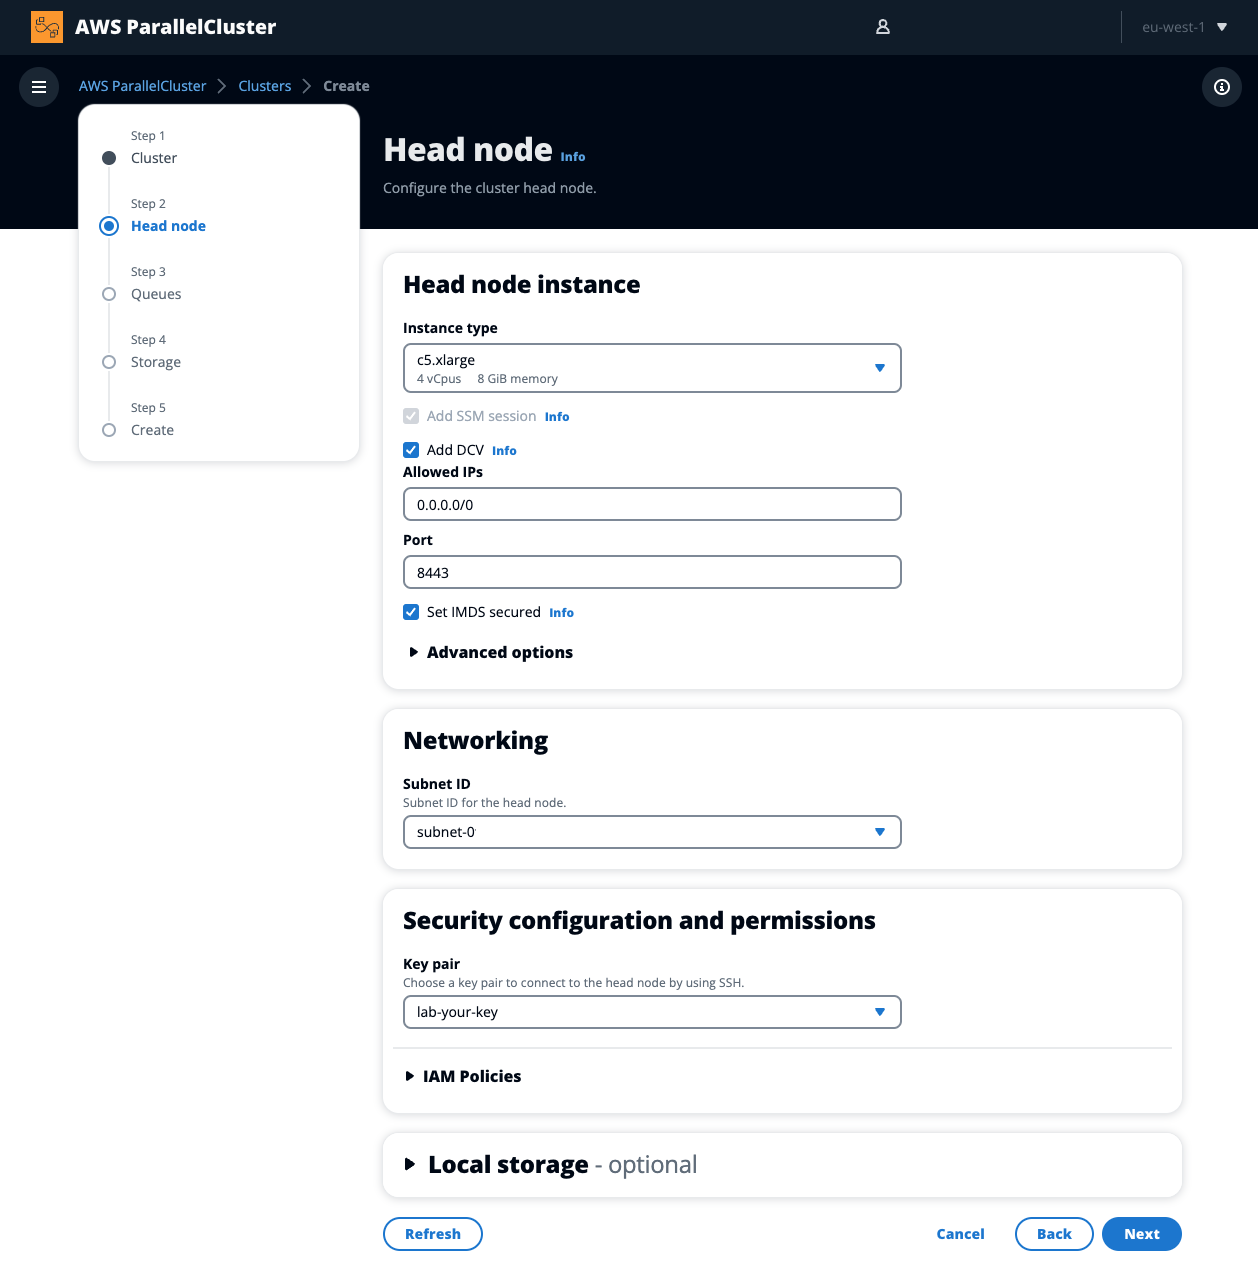 AWS ParallelCluster
eu-west-1
AWS ParallelCluster
Clusters
Create
Step 1
Cluster
Step 2
Head node
Step 3
Queues
Step 4
Storage
Step 5
Create
Head node Info
Configure the cluster head node.
Head node instance
Instance type
c5.xlarge
4 vCpus 8 GiB memory
Add SSM session Info
Add DCV Info
Allowed IPs
0.0.0.0/0
Port
8443
Set IMDS secured Info
Advanced options
Networking
Subnet ID
Subnet ID for the head node.
subnet-0
Security configuration and permissions
Key pair
Choose a key pair to connect to the head node by using SSH.
lab-your-key
IAM Policies
Local storage - optional
Refresh
Cancel
Back
Next